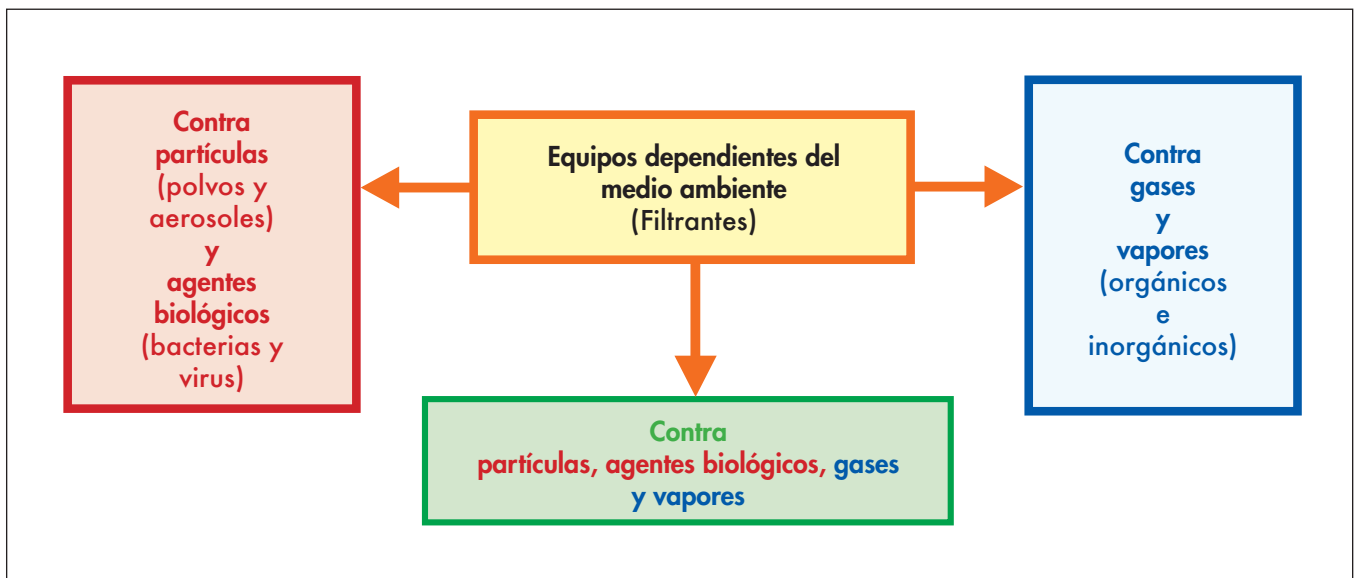 Contra
partículas
(polvos y
aerosoles)
y
agentes
biológicos
(bacterias y
virus)
Equipos dependientes del
medio ambiente
(Filtrantes)
Contra
gases
y
vapores
(orgánicos
e
inorgánicos)
Contra
partículas, agentes biológicos, gases
y vapores